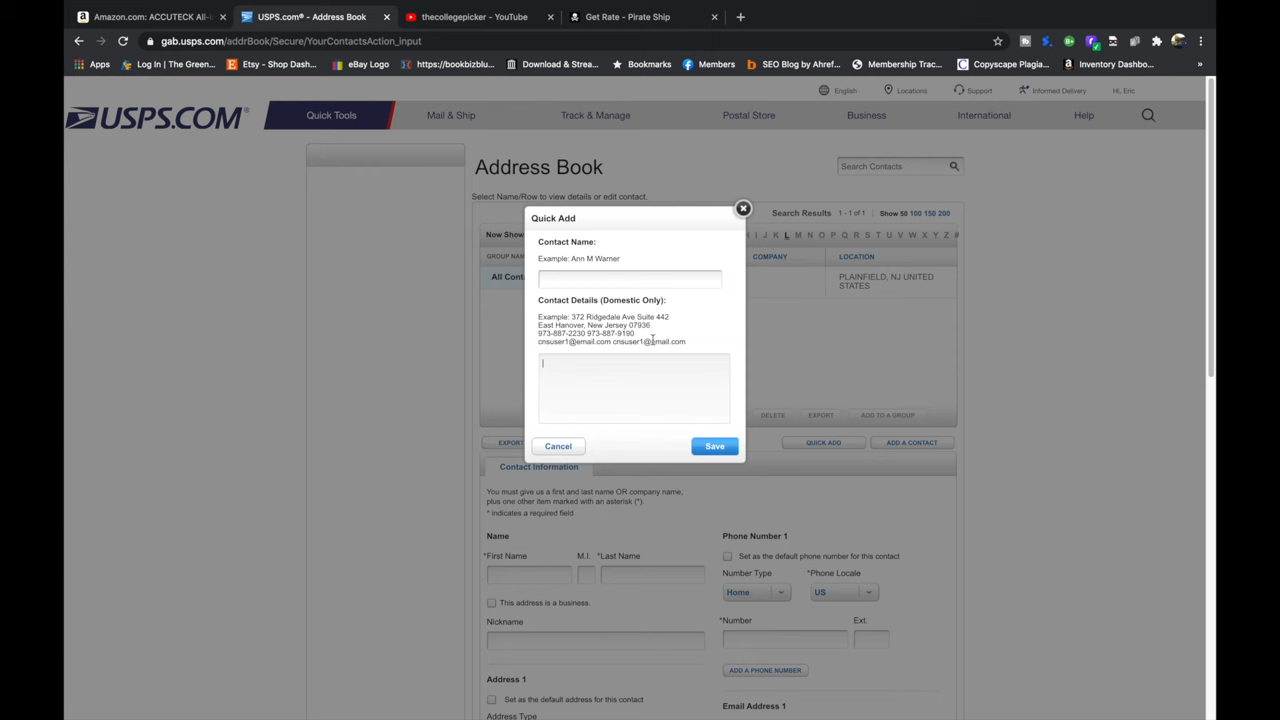 Amazon.com: ACCUTECK All-i
USPS.com® - Address Book
thecollegepicker - YouTube
Get Rate - Pirate Ship
gab.usps.com/addrBook/Secure/YourContactsAction_input
Apps
Log In | The Green...
Etsy - Shop Dash...
eBay Logo
https://bookbizblu...
Download & Strea...
Bookmarks
Members
SEO Blog by Ahref...
Membership Trac...
Copyscape Plagia...
Inventory Dashbo...
English
Locations
Support
Informed Delivery
Hi, Eric
USPS.COM®
Quick Tools
Mail & Ship
Track & Manage
Postal Store
Business
International
Help
Address Book
Search Contacts
Select Name/Row to view details or edit contact.
Search Results 1 - 1 of 1 Show 50 100 150 200
Now Show
I J K L M N O P Q R S T U V W X Y Z #
GROUP NAM
COMPANY
LOCATION
All Conta
PLAINFIELD, NJ UNITED
STATES
Quick Add
Contact Name:
Example: Ann M Warner
Contact Details (Domestic Only):
Example: 372 Ridgedale Ave Suite 442
East Hanover, New Jersey 07936
973-887-2230 973-887-9190
cnsuser1@email.com cnsuser1@email.com
Cancel
Save
DELETE
EXPORT
ADD TO A GROUP
EXPORT
QUICK ADD
ADD A CONTACT
Contact Information
You must give us a first and last name OR company name,
plus one other item marked with an asterisk (*).
* indicates a required field
Name
Phone Number 1
*First Name
M.I.
*Last Name
Set as the default phone number for this contact
Number Type
*Phone Locale
Home
US
This address is a business.
Nickname
*Number
Ext.
ADD A PHONE NUMBER
Address 1
Set as the default address for this contact
Email Address 1
Address Type